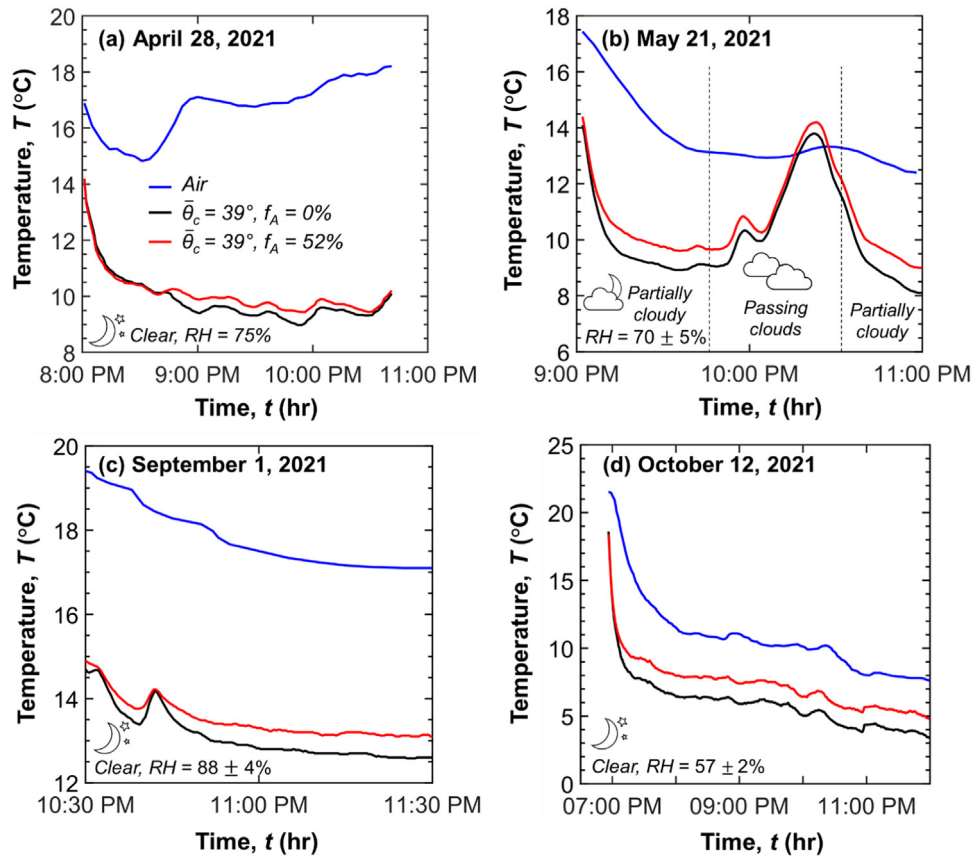 (a) April 28, 2021
20
18
16
14
12
10
8
Temperature, T (°C)
Air
θ̄c = 39°, fA = 0%
θ̄c = 39°, fA = 52%
Clear, RH = 75%
8:00 PM 9:00 PM 10:00 PM 11:00 PM
Time, t (hr)
(b) May 21, 2021
18
16
14
12
10
8
6
Temperature, T (°C)
Partially cloudy
RH = 70 ± 5%
Passing clouds
Partially cloudy
9:00 PM 10:00 PM 11:00 PM
Time, t (hr)
(c) September 1, 2021
20
18
16
14
12
Temperature, T (°C)
Clear, RH = 88 ± 4%
10:30 PM 11:00 PM 11:30 PM
Time, t (hr)
(d) October 12, 2021
25
20
15
10
5
0
Temperature, T (°C)
Clear, RH = 57 ± 2%
07:00 PM 09:00 PM 11:00 PM
Time, t (hr)